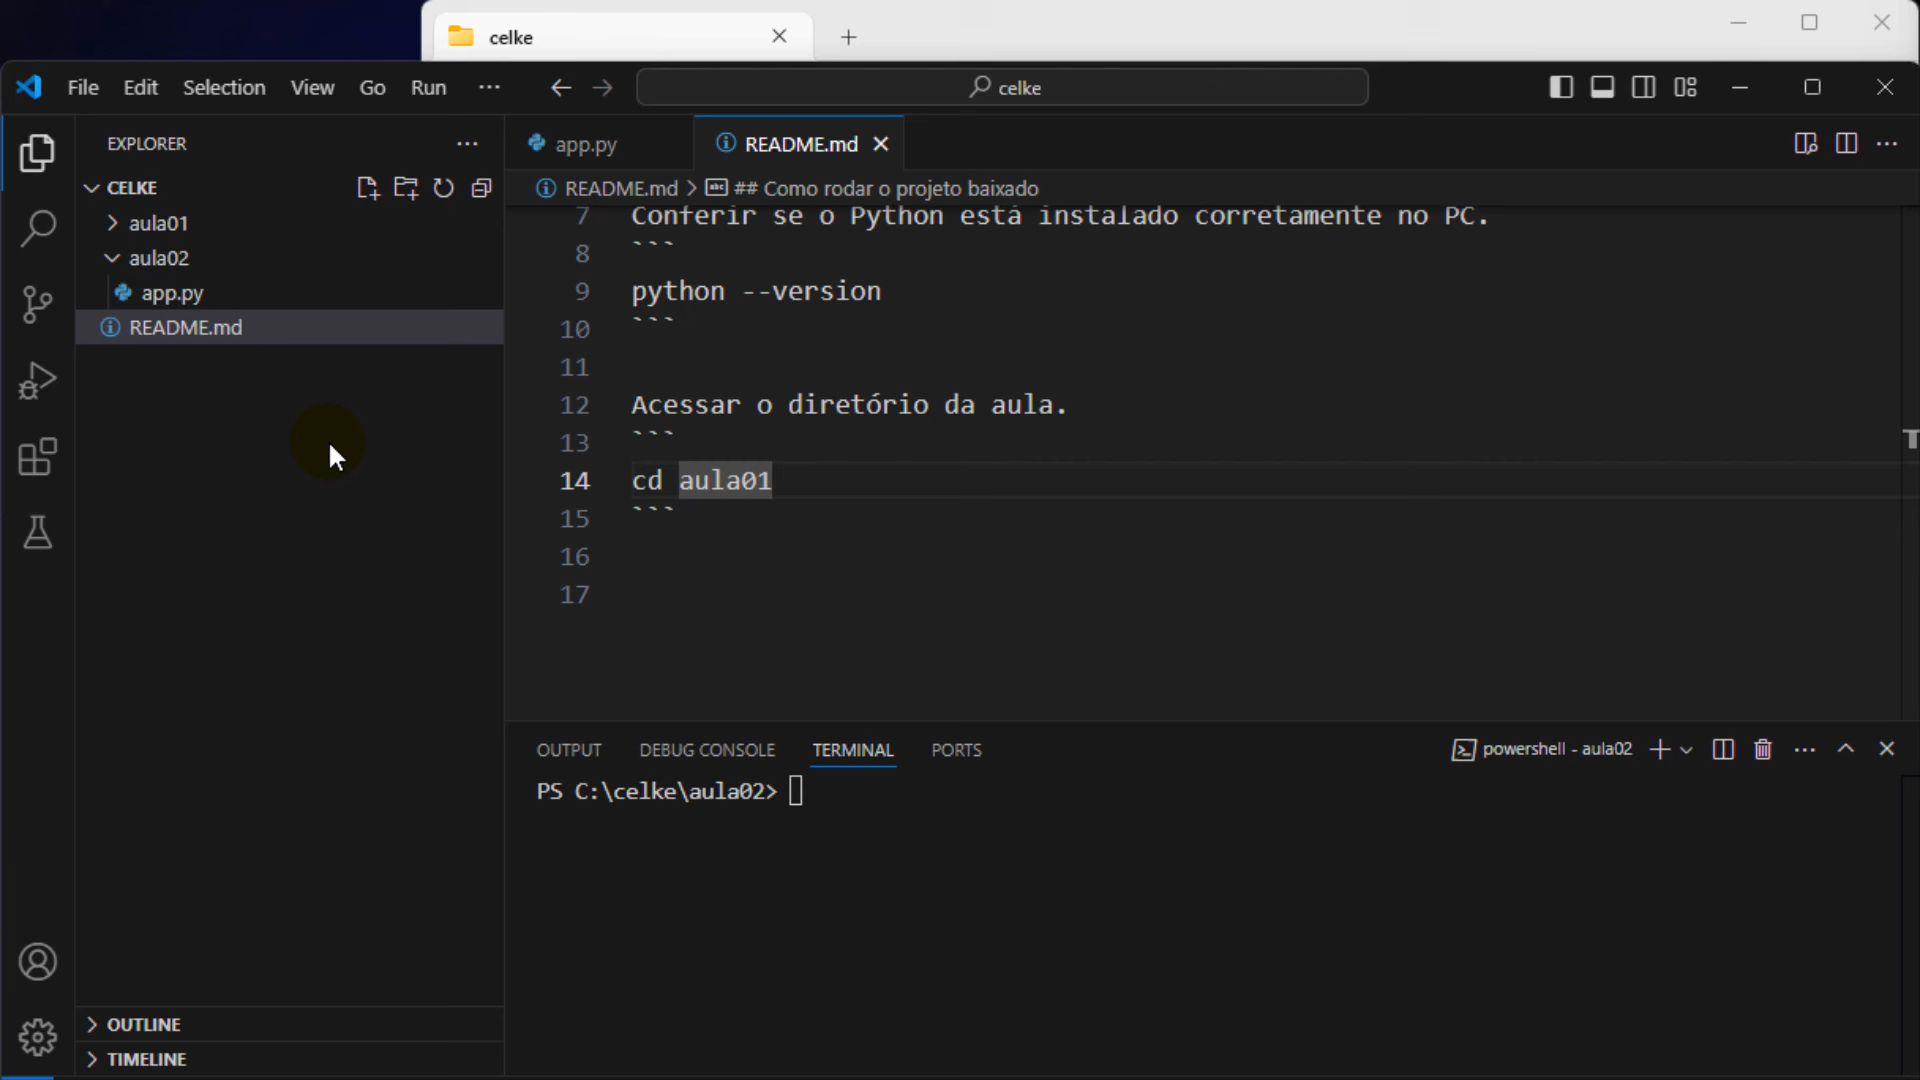 celke
File Edit Selection View Go Run
celke
EXPLORER
app.py
README.md
CELKE
README.md > ## Como rodar o projeto baixado
aula01
aula02
app.py
README.md
7 Conferir se o Python está instalado corretamente no PC.
8 ```
9 python --version
10 ```
11
12 Acessar o diretório da aula.
13 ```
14 cd aula01
15 ```
16
17
OUTPUT DEBUG CONSOLE TERMINAL PORTS
powershell - aula02
PS C:\celke\aula02>
OUTLINE
TIMELINE